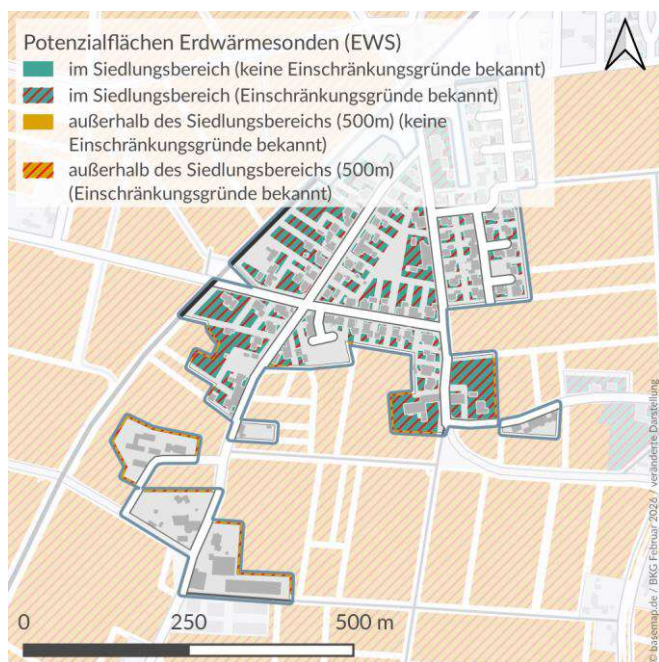 Potenzialflächen Erdwärmesonden (EWS)
im Siedlungsbereich (keine Einschränkungsgründe bekannt)
im Siedlungsbereich (Einschränkungsgründe bekannt)
außerhalb des Siedlungsbereichs (500m) (keine
Einschränkungsgründe bekannt)
außerhalb des Siedlungsbereichs (500m)
(Einschränkungsgründe bekannt)
© basemap.de / BKG Februar 2026 / veränderte Darstellung
0 250 500 m